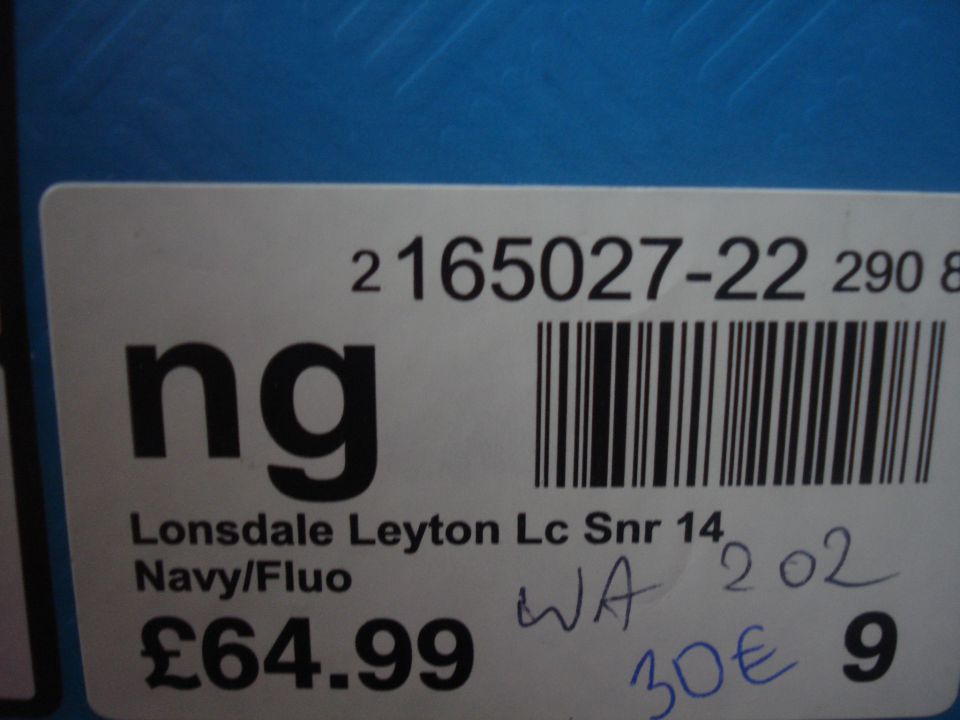 2 165027-22 290 8
ng
Lonsdale Leyton Lc Snr 14
Navy/Fluo
WA 202
£64.99
30€
9